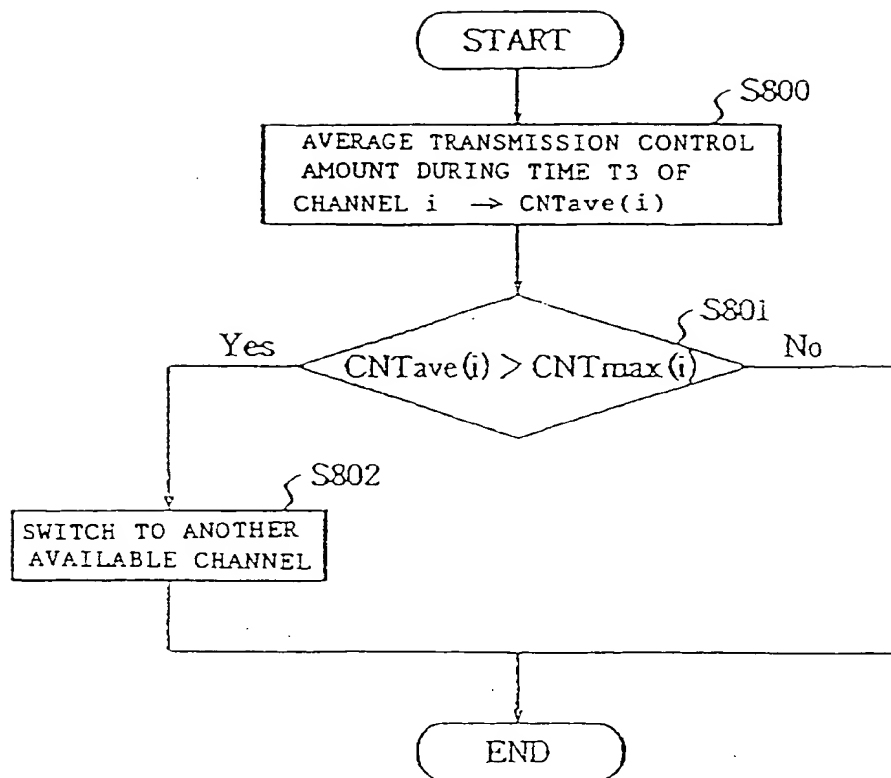 START
S800
AVERAGE TRANSMISSION CONTROL
AMOUNT DURING TIME T3 OF
CHANNEL i → CNTave(i)
S801
Yes
CNTave(i) > CNTmax(i)
No
S802
SWITCH TO ANOTHER
AVAILABLE CHANNEL
END